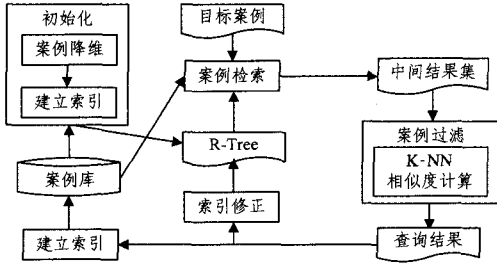 初始化
案例降维
建立索引
目标案例
案例检索
中间结果集
R-Tree
案例过滤
K-NN
相似度计算
案例库
索引修正
建立索引
查询结果